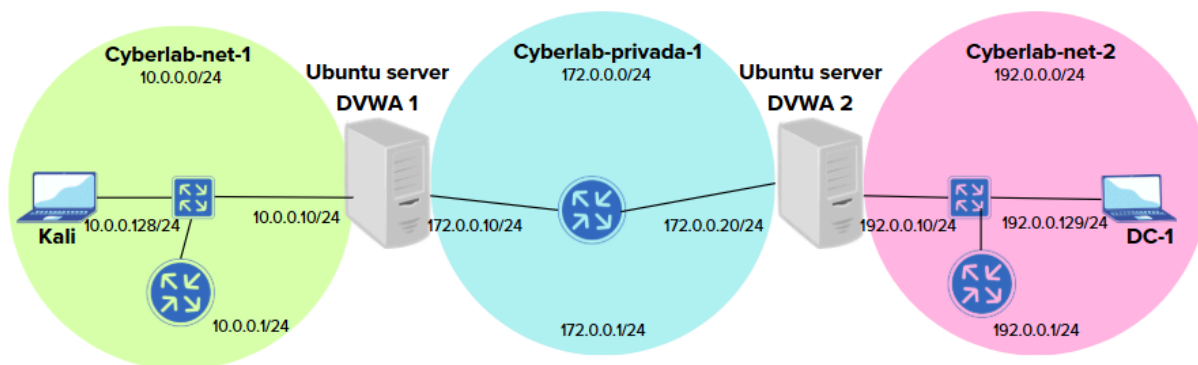 Cyberlab-net-1
10.0.0.0/24
Ubuntu server
DVWA 1
Cyberlab-privada-1
172.0.0.0/24
Ubuntu server
DVWA 2
Cyberlab-net-2
192.0.0.0/24
Kali
10.0.0.128/24
10.0.0.10/24
10.0.0.1/24
172.0.0.10/24
172.0.0.20/24
172.0.0.1/24
192.0.0.10/24
192.0.0.129/24
DC-1
192.0.0.1/24